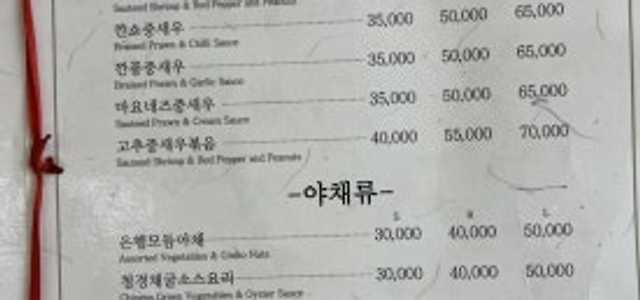 Sauteed Shrimp & Red Pepper and Peanuts
깐쇼중새우 35,000 50,000 65,000
Braised Prawn & Chili Sauce
깐풍중새우 35,000 50,000 65,000
Braised Prawn & Garlic Sauce
마요네즈중새우 35,000 50,000 65,000
Sauteed Prawn & Cream Sauce
고추중새우볶음 40,000 55,000 70,000
Sauteed Shrimp & Red Pepper and Peanuts
-야채류-
S M L
은행모듬야채 30,000 40,000 50,000
Assorted Vegetables & Ginko Nuts
청경채굴소스요리 30,000 40,000 50,000
Chinese Green Vegetables & Oyster Sauce